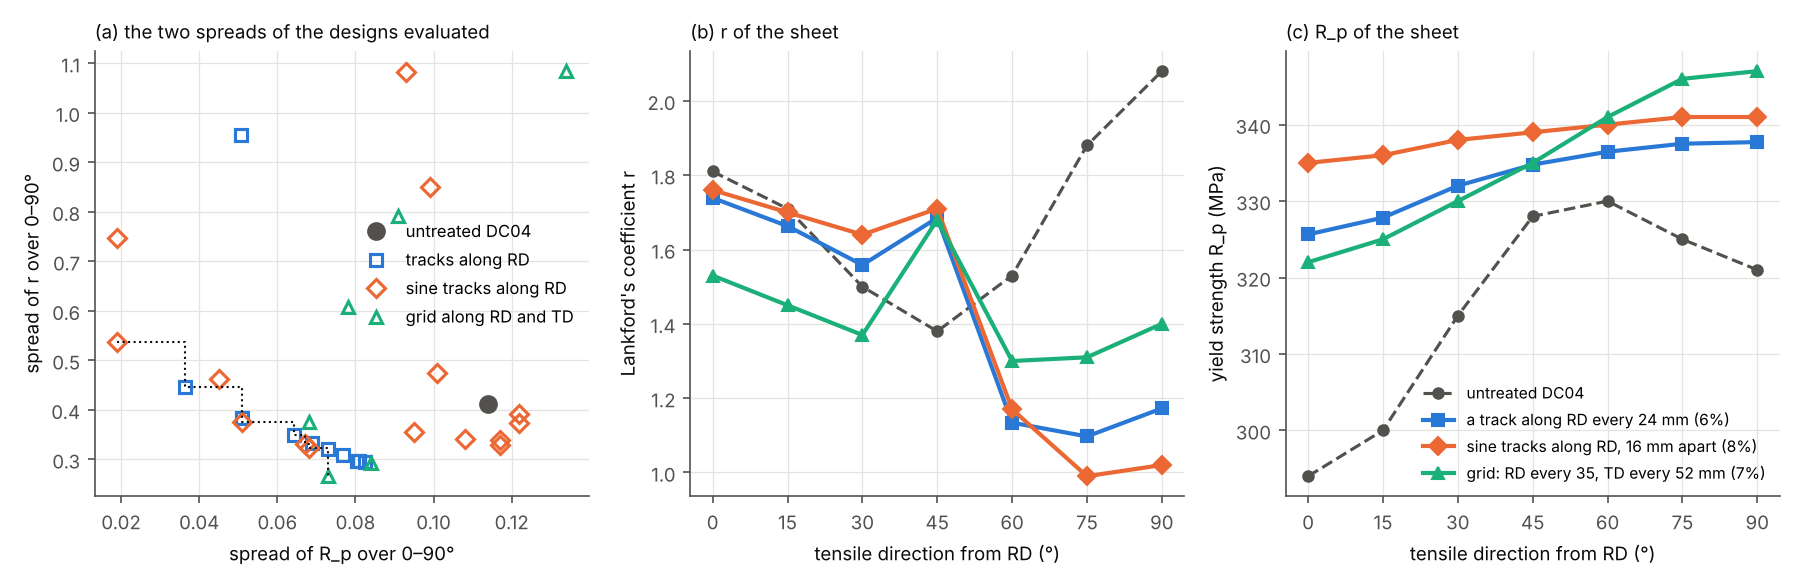 (a) the two spreads of the designs evaluated
spread of r over 0–90°
1.1
1.0
0.9
0.8
0.7
0.6
0.5
0.4
0.3
untreated DC04
tracks along RD
sine tracks along RD
grid along RD and TD
0.02 0.04 0.06 0.08 0.10 0.12
spread of R_p over 0–90°
(b) r of the sheet
Lankford's coefficient r
2.0
1.8
1.6
1.4
1.2
1.0
0 15 30 45 60 75 90
tensile direction from RD (°)
(c) R_p of the sheet
yield strength R_p (MPa)
340
330
320
310
300
untreated DC04
a track along RD every 24 mm (6%)
sine tracks along RD, 16 mm apart (8%)
grid: RD every 35, TD every 52 mm (7%)
0 15 30 45 60 75 90
tensile direction from RD (°)